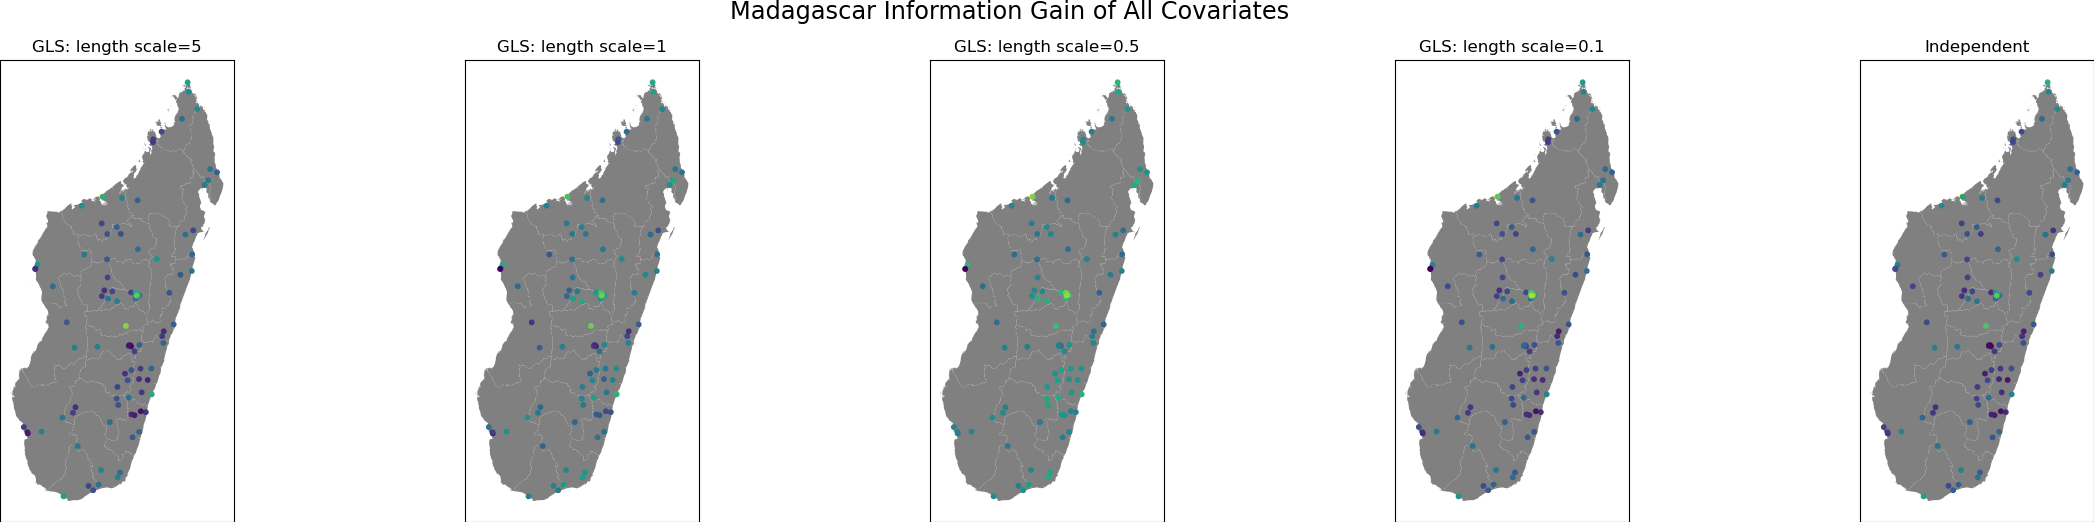 Madagascar Information Gain of All Covariates
GLS: length scale=5
GLS: length scale=1
GLS: length scale=0.5
GLS: length scale=0.1
Independent